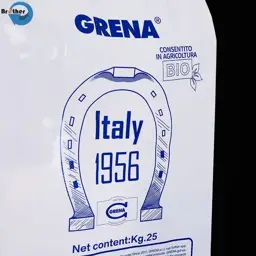 Brother
GRENA®
CONSENTITO
IN AGRICOLTURA
BIO
Italy
1956
GRENA
Net content:Kg.25